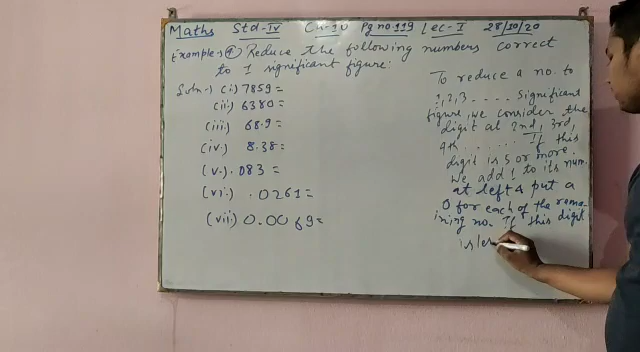 Maths Std-IV Ch-10 Pg no.119 Lec-I 28/10/20
Example:-④ Reduce the following numbers correct
to 1 significant figure:
Soln:- (i) 7859=
(ii) 6380=
(iii) 68.9=
(iv) 8.38=
(v) .083=
(vi) .0261=
(vii) 0.0069=
To reduce a no. to
1,2,3 .... significant
figure, we consider the
digit at 2nd, 3rd,
4th...... If this
digit is 5 or more.
we add 1 to its num.
at left & put a
0 for each of the rema-
ining no. If this digit
is les